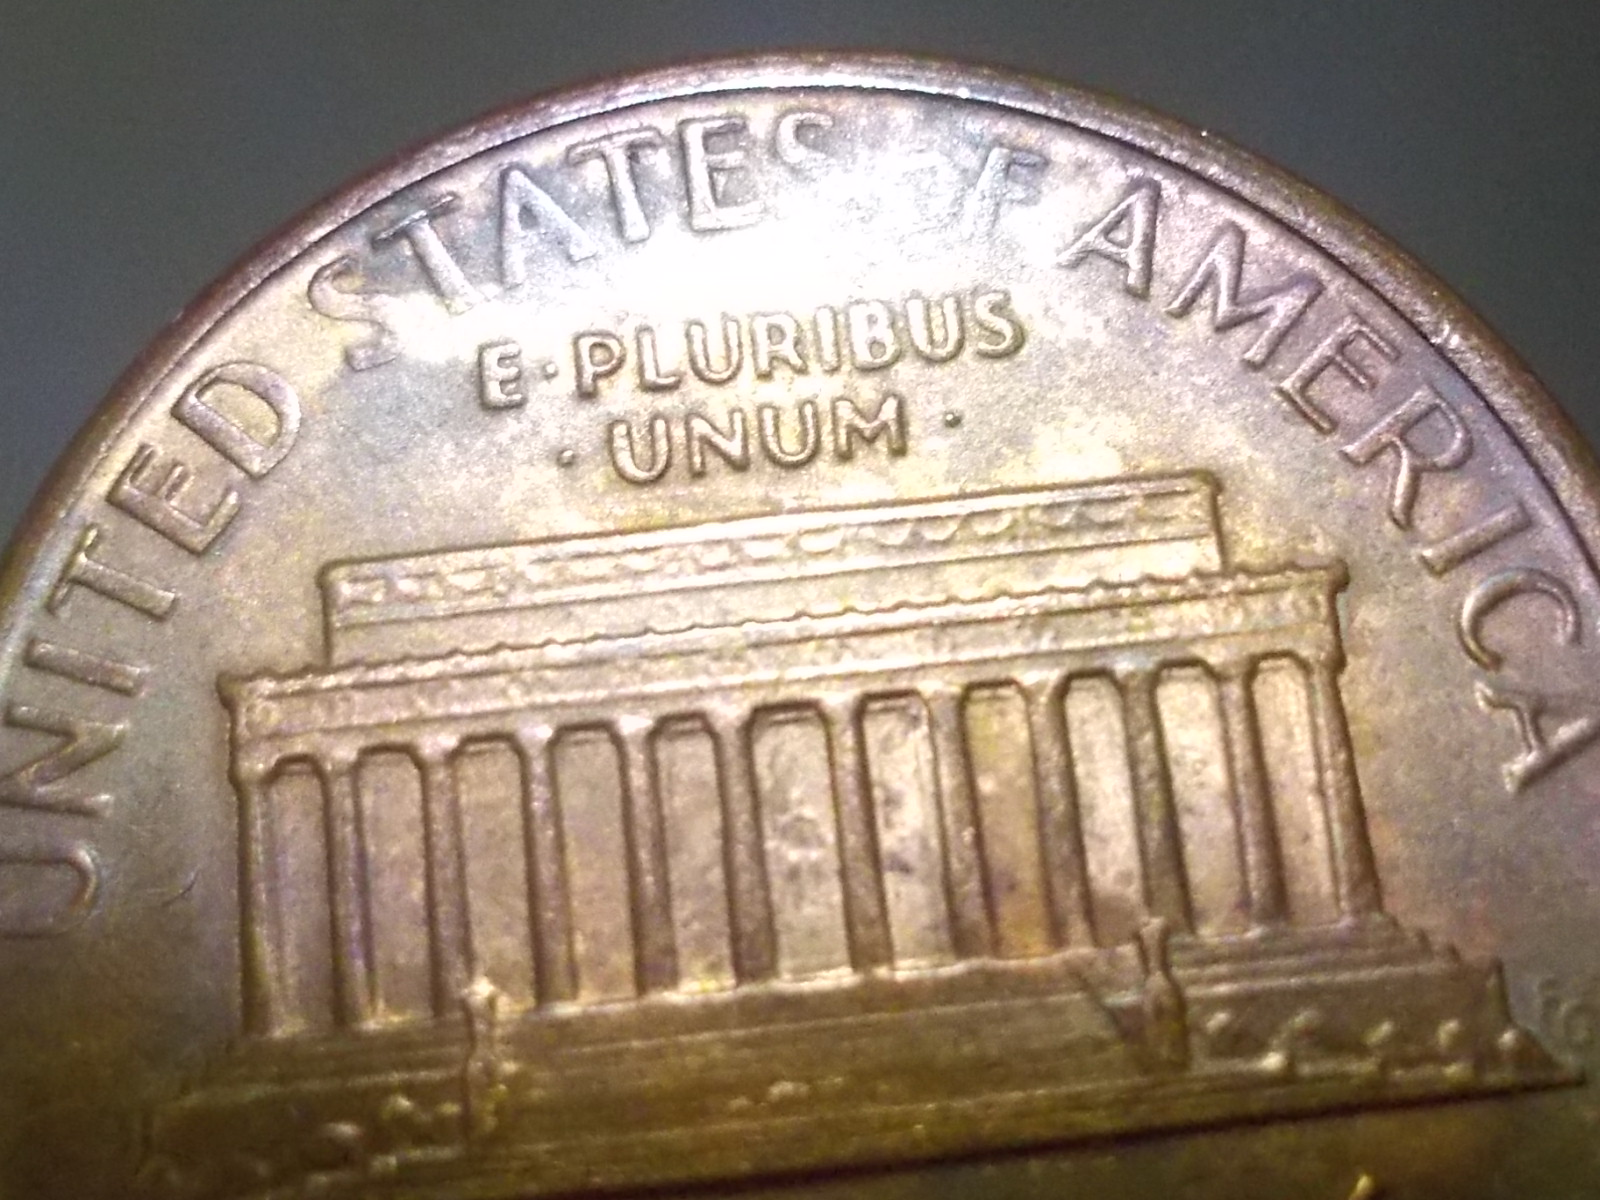 UNITED STATES OF AMERICA
E·PLURIBUS
·UNUM·